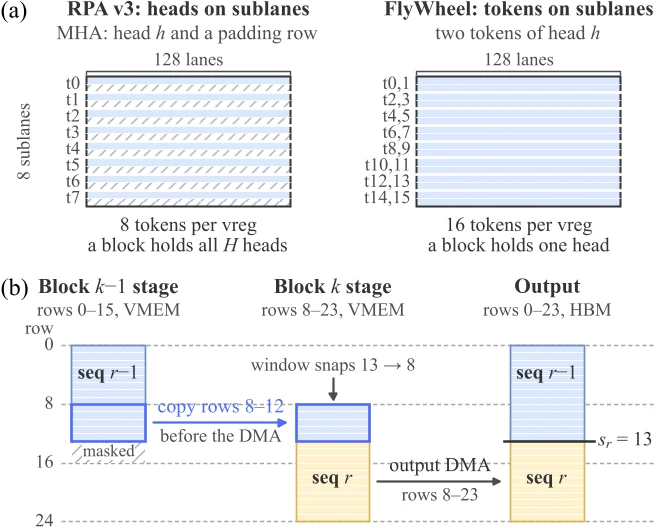 (a)
RPA v3: heads on sublanes
MHA: head h and a padding row
128 lanes
8 sublanes
t0
t1
t2
t3
t4
t5
t6
t7
8 tokens per vreg
a block holds all H heads
FlyWheel: tokens on sublanes
two tokens of head h
128 lanes
t0,1
t2,3
t4,5
t6,7
t8,9
t10,11
t12,13
t14,15
16 tokens per vreg
a block holds one head
(b)
Block k−1 stage
rows 0–15, VMEM
Block k stage
rows 8–23, VMEM
Output
rows 0–23, HBM
row
0
8
16
24
seq r−1
masked
copy rows 8–12
before the DMA
window snaps 13 → 8
seq r
output DMA
rows 8–23
seq r−1
sr = 13
seq r